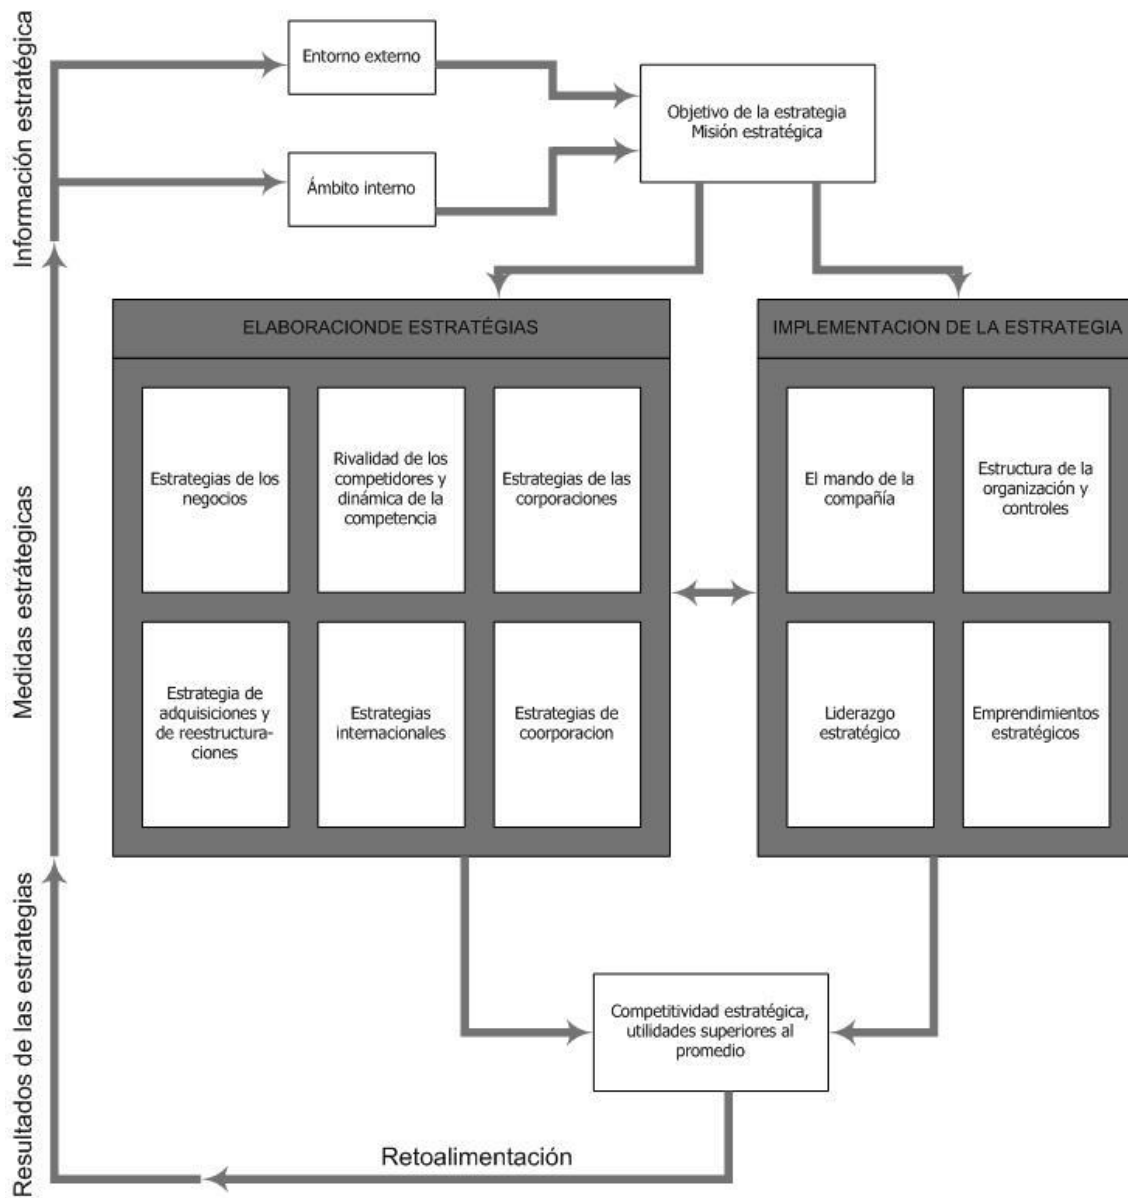 Información estratégica
Entorno externo
Objetivo de la estrategia
Misión estratégica
Ámbito interno
ELABORACIONDE ESTRATÉGIAS
IMPLEMENTACION DE LA ESTRATEGIA
Medidas estrátégicas
Estrategias de los
negocios
Rivalidad de los
competidores y
dinámica de la
competencia
Estrategias de las
corporaciones
El mando de la
compañía
Estructura de la
organización y
controles
Estrategia de
adquisiciones y
de reestructura-
ciones
Estrategias
internacionales
Estrategias de
coorporacion
Liderazgo
estratégico
Emprendimientos
estratégicos
Resultados de las estrategias
Competitividad estratégica,
utilidades superiores al
promedio
Retoalimentación